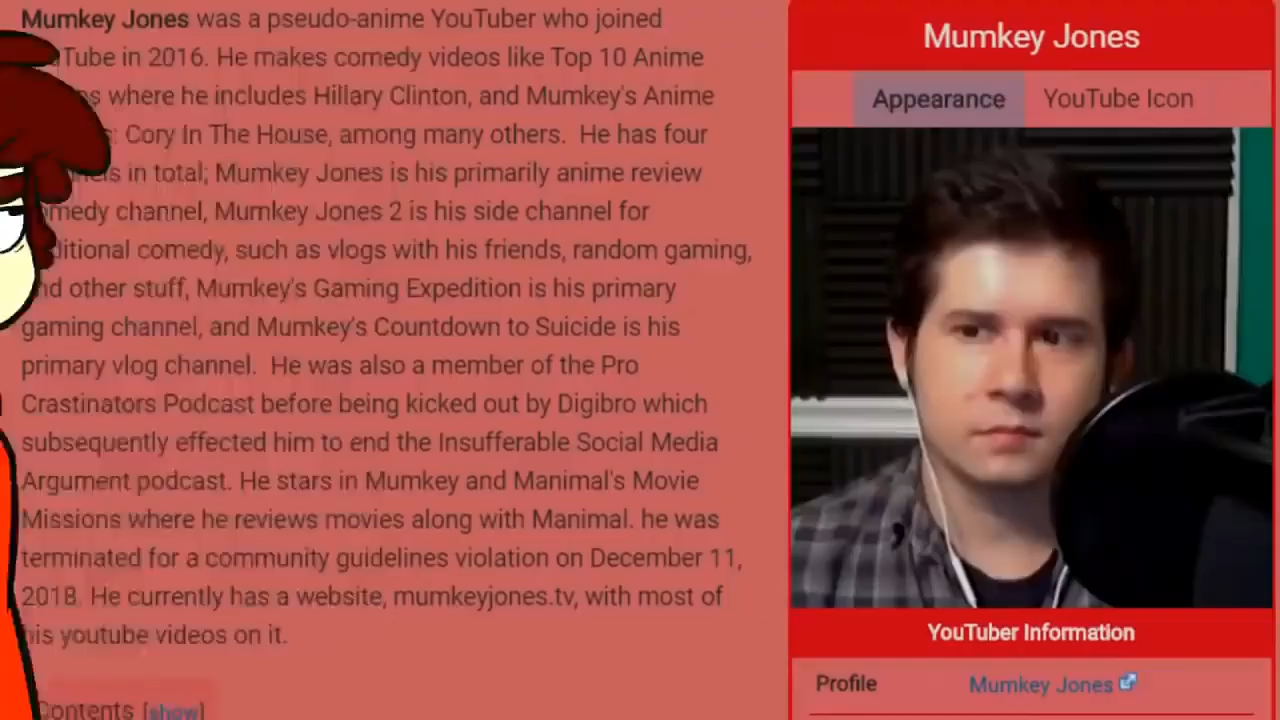 Mumkey Jones was a pseudo-anime YouTuber who joined
Tube in 2016. He makes comedy videos like Top 10 Anime
where he includes Hillary Clinton, and Mumkey's Anime
: Cory In The House, among many others. He has four
in total; Mumkey Jones is his primarily anime review
medy channel, Mumkey Jones 2 is his side channel for
ditional comedy, such as vlogs with his friends, random gaming,
nd other stuff, Mumkey's Gaming Expedition is his primary
gaming channel, and Mumkey's Countdown to Suicide is his
primary vlog channel. He was also a member of the Pro
Crastinators Podcast before being kicked out by Digibro which
subsequently effected him to end the Insufferable Social Media
Argument podcast. He stars in Mumkey and Manimal's Movie
Missions where he reviews movies along with Manimal. he was
terminated for a community guidelines violation on December 11,
2018. He currently has a website, mumkeyjones.tv, with most of
his youtube videos on it.
Contents [show]
Mumkey Jones
Appearance YouTube Icon
YouTuber Information
Profile Mumkey Jones